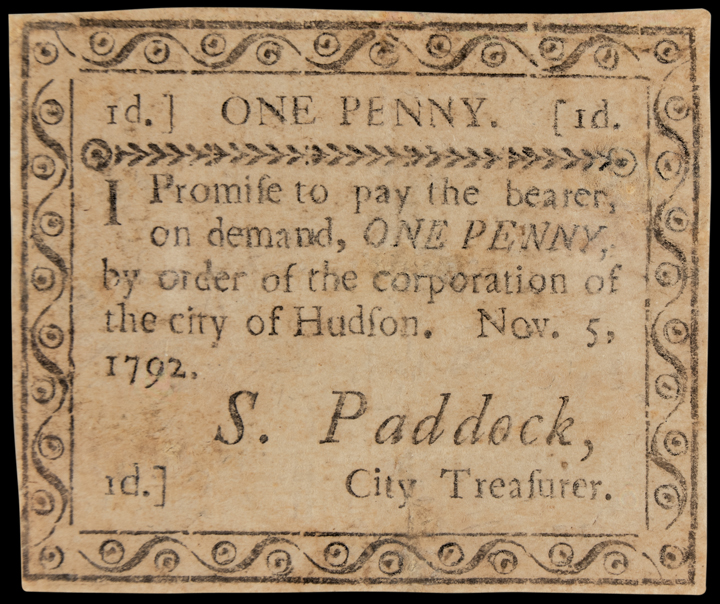 1d.] ONE PENNY. [1d.
I Promiſe to pay the bearer,
on demand, ONE PENNY,
by order of the corporation of
the city of Hudſon. Nov. 5,
1792.
S. Paddock,
1d.] City Treaſurer.